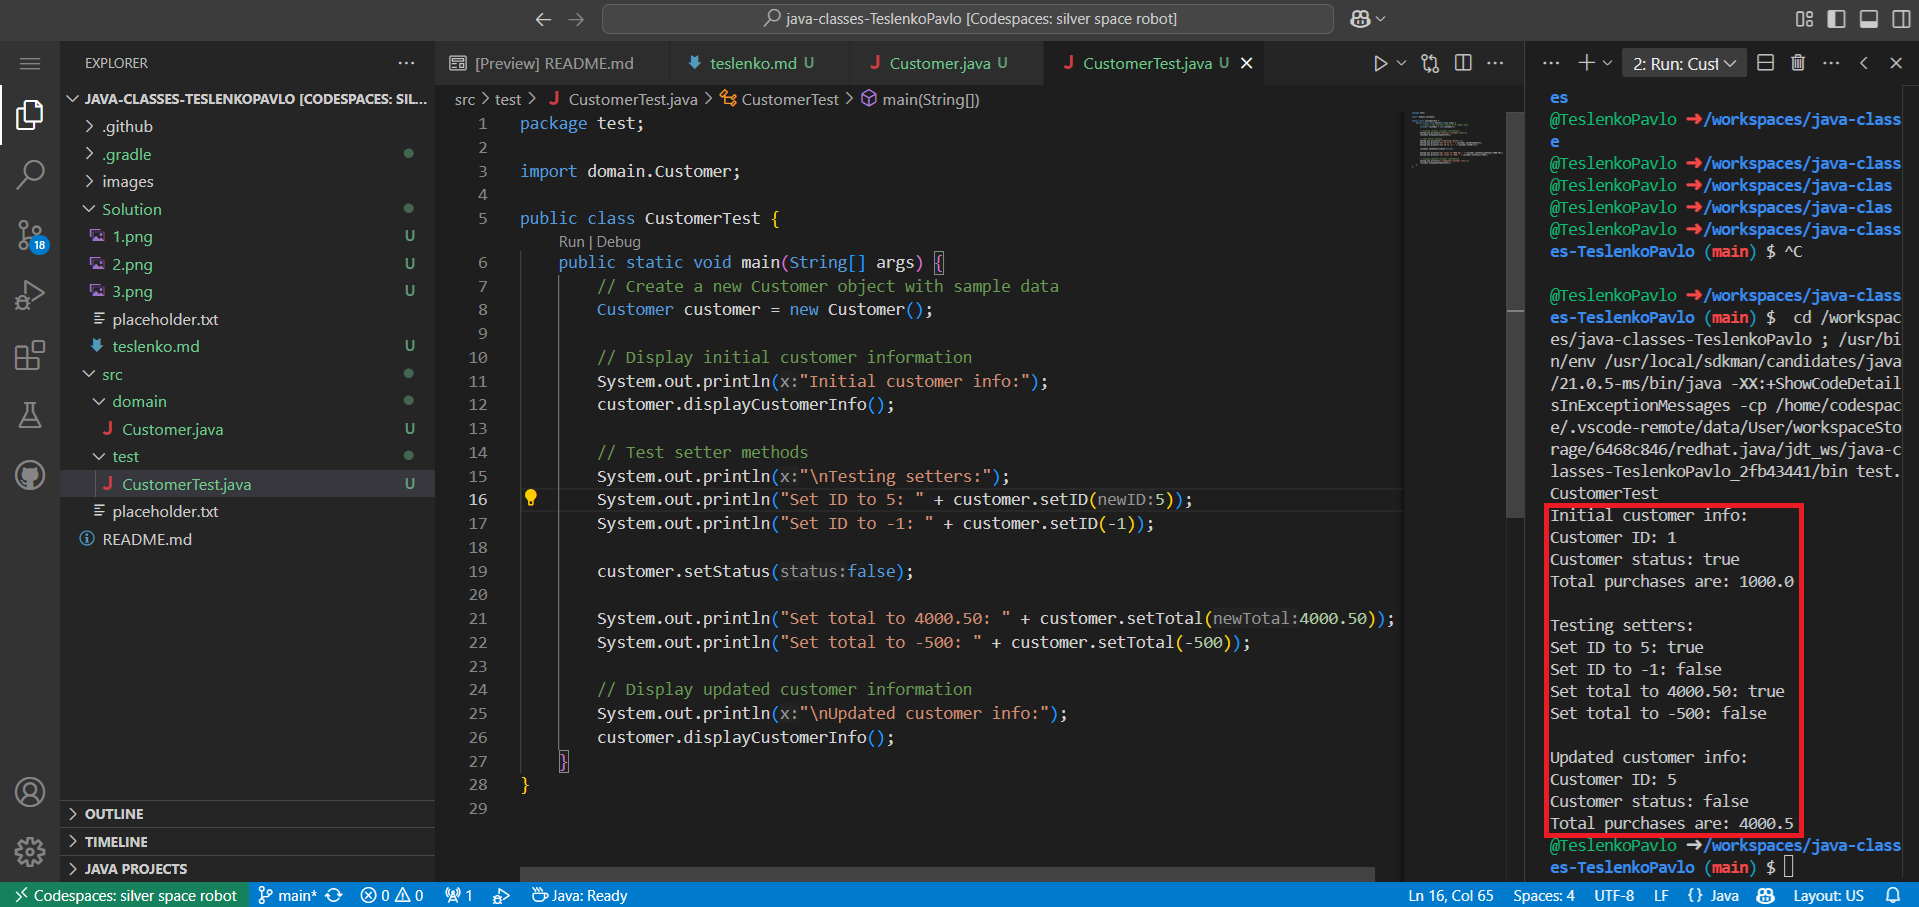 java-classes-TeslenkoPavlo [Codespaces: silver space robot]
EXPLORER
JAVA-CLASSES-TESLENKOPAVLO [CODESPACES: SIL...
.github
.gradle
images
Solution
1.png U
2.png U
3.png U
placeholder.txt
teslenko.md U
src
domain
Customer.java U
test
CustomerTest.java U
placeholder.txt
README.md
18
OUTLINE
TIMELINE
JAVA PROJECTS
[Preview] README.md
teslenko.md U
Customer.java U
CustomerTest.java U
src > test > CustomerTest.java > CustomerTest > main(String[])
1 package test;
2
3 import domain.Customer;
4
5 public class CustomerTest {
Run | Debug
6 public static void main(String[] args) {
7 // Create a new Customer object with sample data
8 Customer customer = new Customer();
9
10 // Display initial customer information
11 System.out.println(x:"Initial customer info:");
12 customer.displayCustomerInfo();
13
14 // Test setter methods
15 System.out.println(x:"\nTesting setters:");
16 System.out.println("Set ID to 5: " + customer.setID(newID:5));
17 System.out.println("Set ID to -1: " + customer.setID(-1));
18
19 customer.setStatus(status:false);
20
21 System.out.println("Set total to 4000.50: " + customer.setTotal(newTotal:4000.50));
22 System.out.println("Set total to -500: " + customer.setTotal(-500));
23
24 // Display updated customer information
25 System.out.println(x:"\nUpdated customer info:");
26 customer.displayCustomerInfo();
27 }
28 }
29
2: Run: Cust
es
@TeslenkoPavlo ➜/workspaces/java-class
e
@TeslenkoPavlo ➜/workspaces/java-class
@TeslenkoPavlo ➜/workspaces/java-clas
@TeslenkoPavlo ➜/workspaces/java-clas
@TeslenkoPavlo ➜/workspaces/java-class
es-TeslenkoPavlo (main) $ ^C
@TeslenkoPavlo ➜/workspaces/java-class
es-TeslenkoPavlo (main) $  cd /workspac
es/java-classes-TeslenkoPavlo ; /usr/bi
n/env /usr/local/sdkman/candidates/java
/21.0.5-ms/bin/java -XX:+ShowCodeDetail
sInExceptionMessages -cp /home/codespac
e/.vscode-remote/data/User/workspaceSto
rage/6468c846/redhat.java/jdt_ws/java-c
lasses-TeslenkoPavlo_2fb43441/bin test.
CustomerTest
Initial customer info:
Customer ID: 1
Customer status: true
Total purchases are: 1000.0
Testing setters:
Set ID to 5: true
Set ID to -1: false
Set total to 4000.50: true
Set total to -500: false
Updated customer info:
Customer ID: 5
Customer status: false
Total purchases are: 4000.5
@TeslenkoPavlo ➜/workspaces/java-class
es-TeslenkoPavlo (main) $
Codespaces: silver space robot main* 0 0 1 Java: Ready Ln 16, Col 65 Spaces: 4 UTF-8 LF {} Java Layout: US